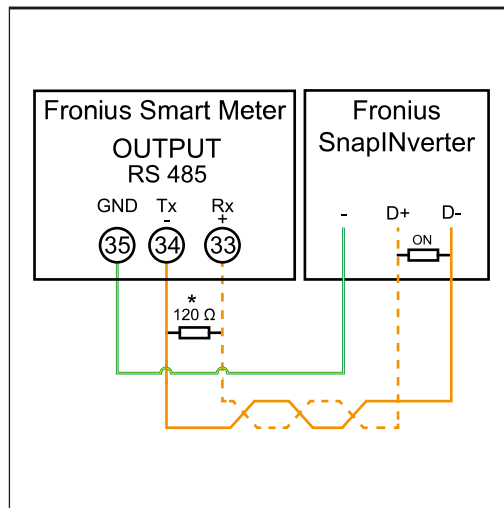 Fronius Smart Meter
OUTPUT
RS 485
GND Tx Rx
- +
35 34 33
*
120 Ω
Fronius
SnapINverter
- D+ D-
ON